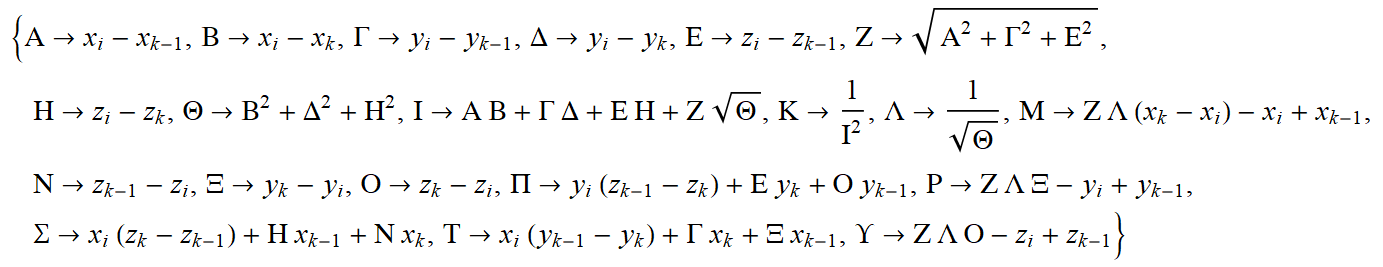 {Α → x_i − x_{k−1}, Β → x_i − x_k, Γ → y_i − y_{k−1}, Δ → y_i − y_k, Ε → z_i − z_{k−1}, Ζ → √(Α² + Γ² + Ε²),
Η → z_i − z_k, Θ → Β² + Δ² + Η², Ι → Α Β + Γ Δ + Ε Η + Ζ √Θ, Κ → 1/Ι², Λ → 1/√Θ, Μ → Ζ Λ (x_k − x_i) − x_i + x_{k−1},
Ν → z_{k−1} − z_i, Ξ → y_k − y_i, Ο → z_k − z_i, Π → y_i (z_{k−1} − z_k) + Ε y_k + Ο y_{k−1}, Ρ → Ζ Λ Ξ − y_i + y_{k−1},
Σ → x_i (z_k − z_{k−1}) + Η x_{k−1} + Ν x_k, Τ → x_i (y_{k−1} − y_k) + Γ x_k + Ξ x_{k−1}, ϒ → Ζ Λ Ο − z_i + z_{k−1}}